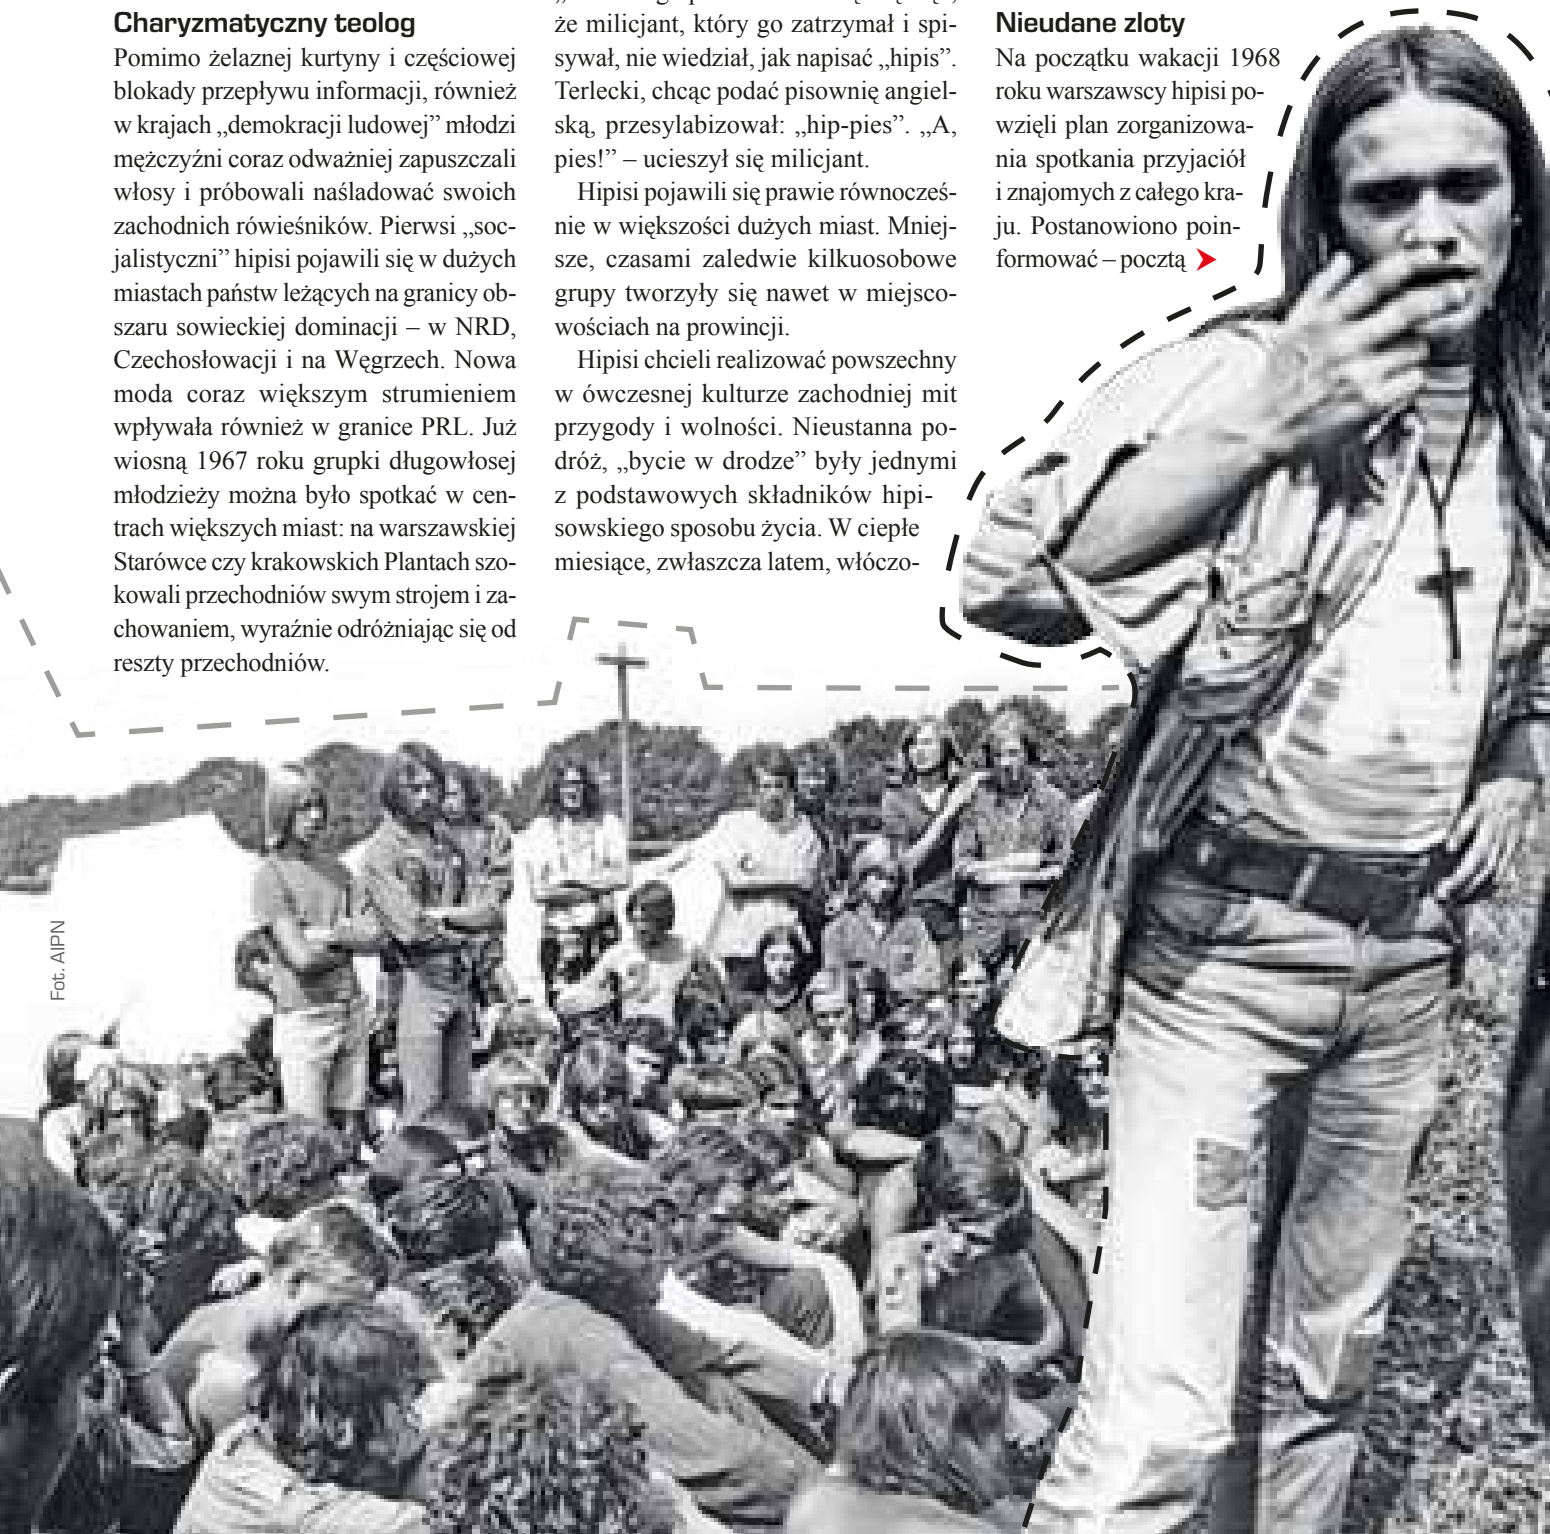 Charyzmatyczny teolog
Pomimo żelaznej kurtyny i częściowej
blokady przepływu informacji, również
w krajach „demokracji ludowej” młodzi
mężczyźni coraz odważniej zapuszczali
włosy i próbowali naśladować swoich
zachodnich rówieśników. Pierwsi „soc-
jalistyczni” hipisi pojawili się w dużych
miastach państw leżących na granicy ob-
szaru sowieckiej dominacji – w NRD,
Czechosłowacji i na Węgrzech. Nowa
moda coraz większym strumieniem
wpływała również w granice PRL. Już
wiosną 1967 roku grupki długowłosej
młodzieży można było spotkać w cen-
trach większych miast: na warszawskiej
Starówce czy krakowskich Plantach szo-
kowali przechodniów swym strojem i za-
chowaniem, wyraźnie odróżniając się od
reszty przechodniów.
że milicjant, który go zatrzymał i spi-
sywał, nie wiedział, jak napisać „hipis”.
Terlecki, chcąc podać pisownię angiel-
ską, przesylabizował: „hip-pies”. „A,
pies!” – ucieszył się milicjant.
Hipisi pojawili się prawie równocześ-
nie w większości dużych miast. Mniej-
sze, czasami zaledwie kilkuosobowe
grupy tworzyły się nawet w miejsco-
wościach na prowincji.
Hipisi chcieli realizować powszechny
w ówczesnej kulturze zachodniej mit
przygody i wolności. Nieustanna po-
dróż, „bycie w drodze” były jednymi
z podstawowych składników hipi-
sowskiego sposobu życia. W ciepłe
miesiące, zwłaszcza latem, włóczo-
Nieudane zloty
Na początku wakacji 1968
roku warszawscy hipisi po-
wzięli plan zorganizowa-
nia spotkania przyjaciół
i znajomych z całego kra-
ju. Postanowiono poin-
formować – pocztą
Fot. AIPN